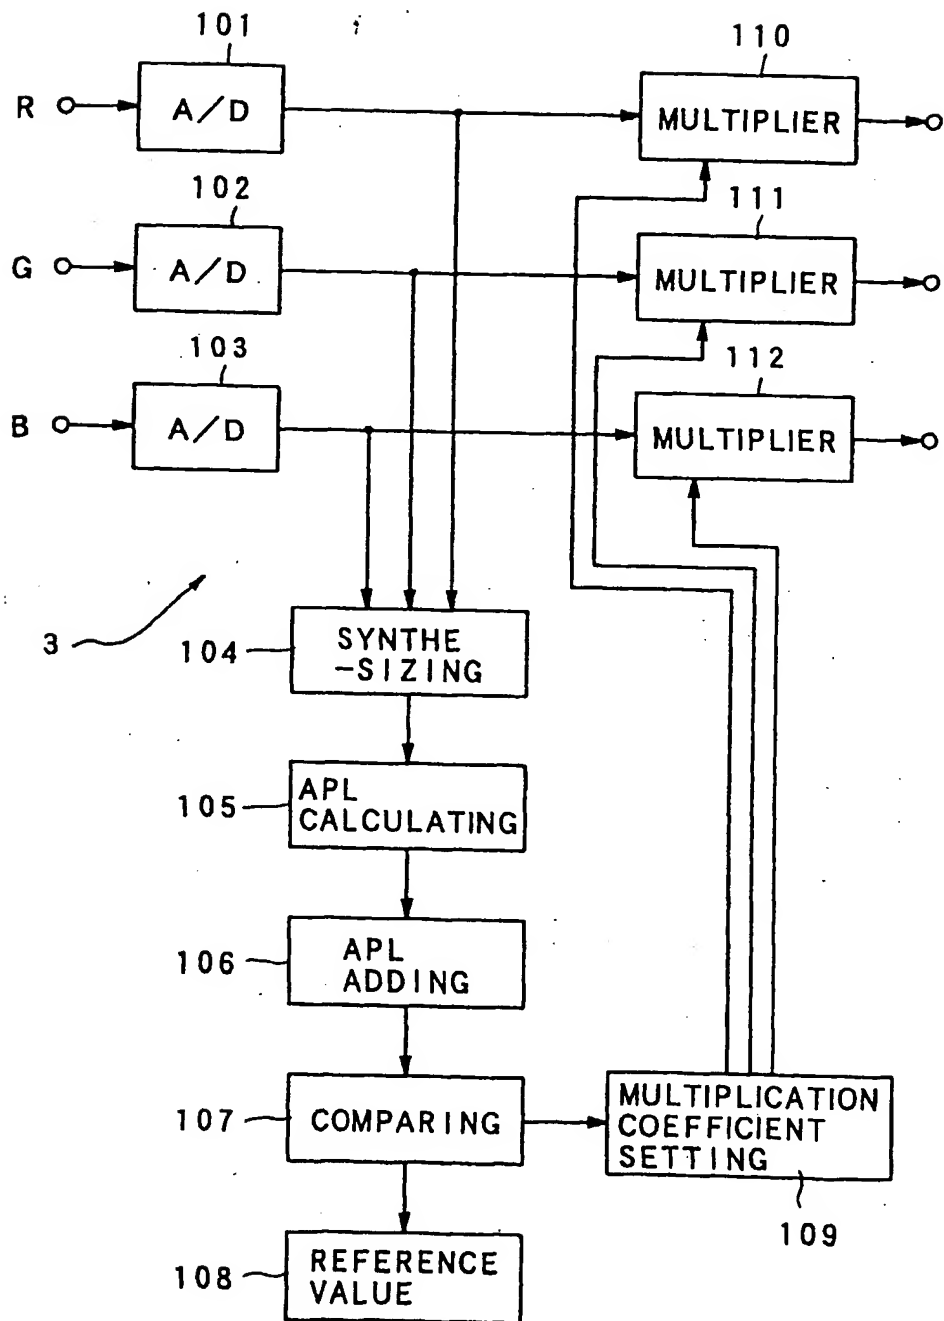 101
110
R
A/D
MULTIPLIER
102
111
G
A/D
MULTIPLIER
103
112
B
A/D
MULTIPLIER
3
104
SYNTHE
-SIZING
105
APL
CALCULATING
106
APL
ADDING
107
COMPARING
MULTIPLICATION
COEFFICIENT
SETTING
109
108
REFERENCE
VALUE